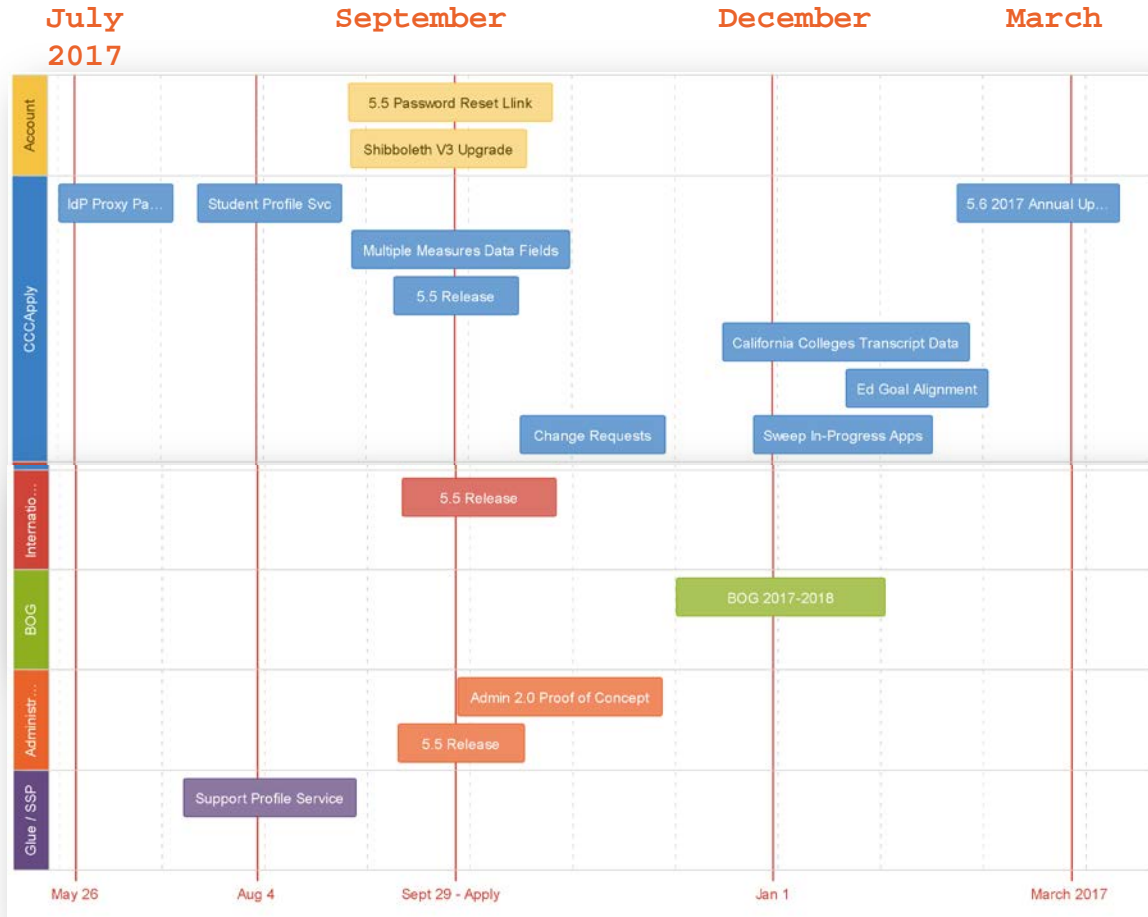 July September December March
2017
Account
5.5 Password Reset Llink
Shibboleth V3 Upgrade
CCCApply
IdP Proxy Pa...
Student Profile Svc
5.6 2017 Annual Up...
Multiple Measures Data Fields
5.5 Release
California Colleges Transcript Data
Ed Goal Alignment
Change Requests
Sweep In-Progress Apps
Internatio...
5.5 Release
BOG
BOG 2017-2018
Administr...
Admin 2.0 Proof of Concept
5.5 Release
Glue / SSP
Support Profile Service
May 26 Aug 4 Sept 29 - Apply Jan 1 March 2017